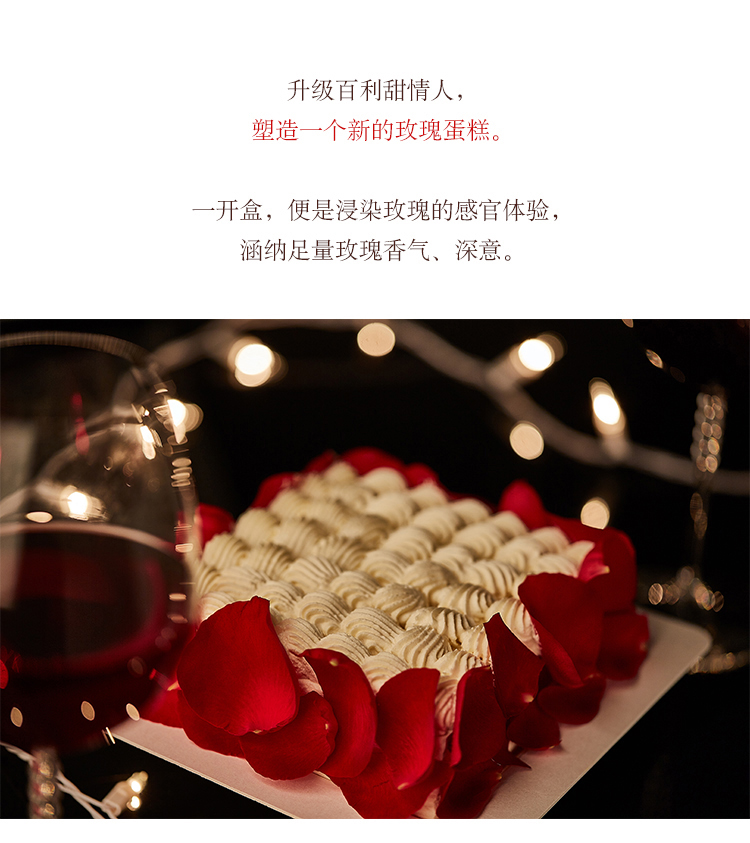 升级百利甜情人，
塑造一个新的玫瑰蛋糕。
一开盒，便是浸染玫瑰的感官体验，
涵纳足量玫瑰香气、深意。